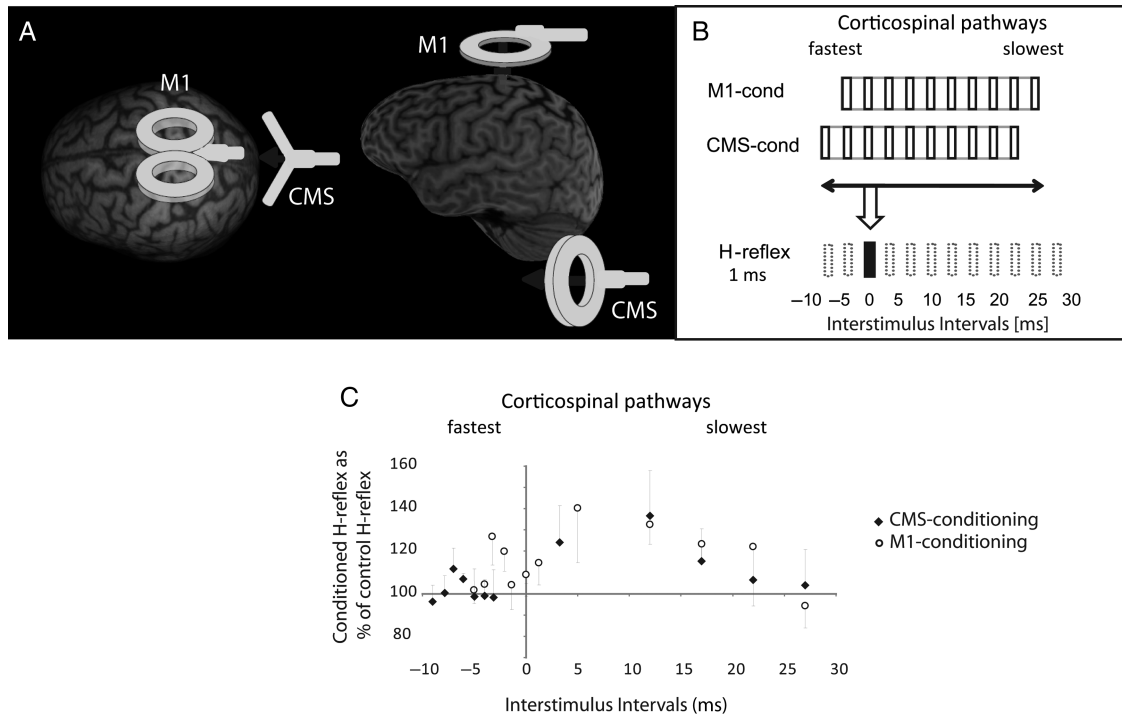 A
M1
M1
CMS
CMS
B
Corticospinal pathways
fastest slowest
M1-cond
CMS-cond
H-reflex
1 ms
−10 −5 0 5 10 15 20 25 30
Interstimulus Intervals [ms]
C
Corticospinal pathways
fastest slowest
Conditioned H-reflex as
% of control H-reflex
160
140
120
100
80
−10 −5 0 5 10 15 20 25 30
Interstimulus Intervals (ms)
CMS-conditioning
M1-conditioning